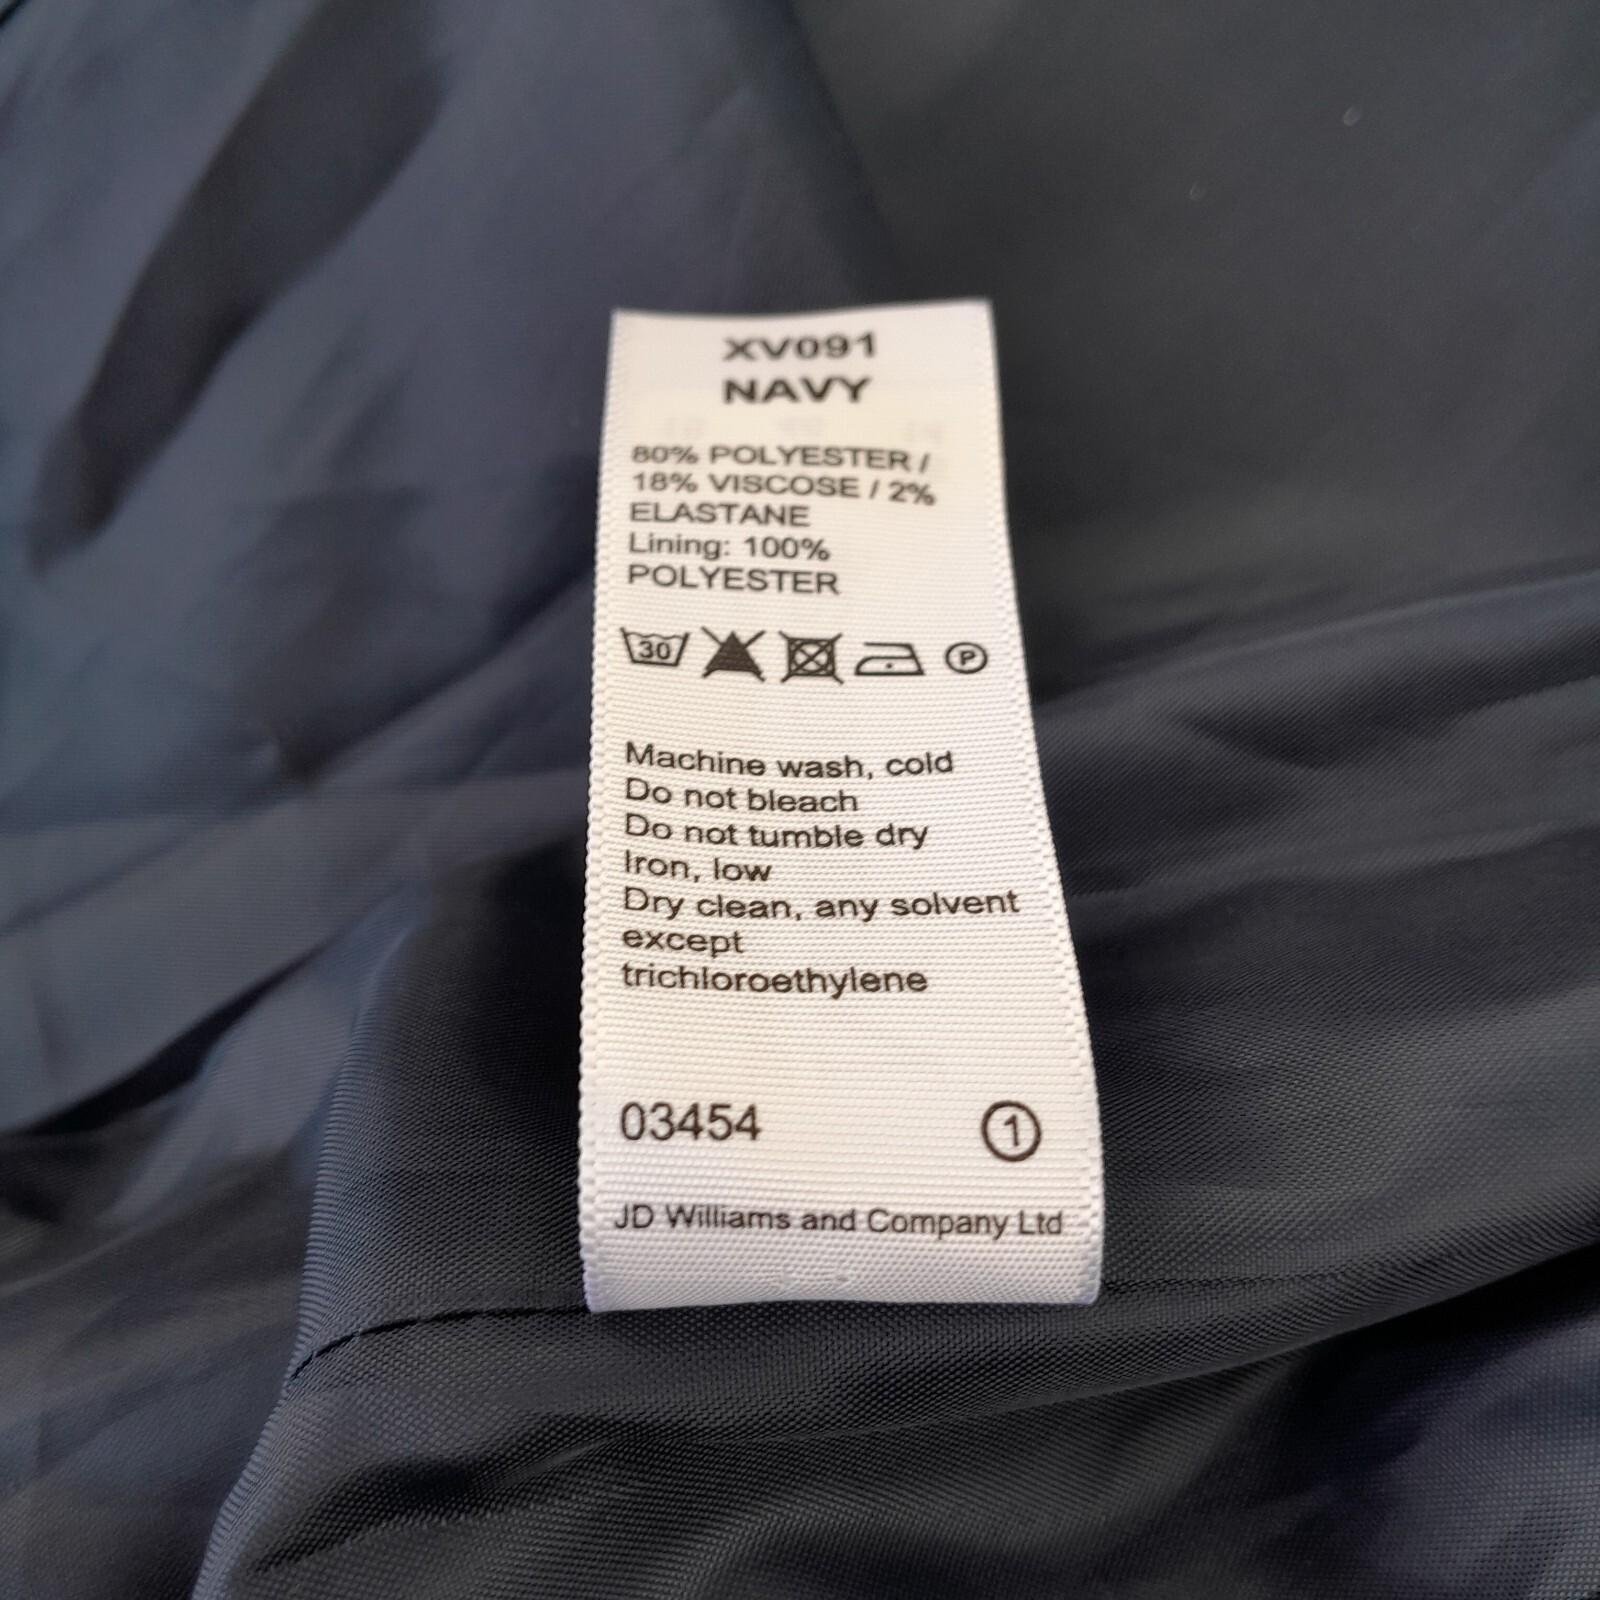 XV091
NAVY
80% POLYESTER /
18% VISCOSE / 2%
ELASTANE
Lining: 100%
POLYESTER
30 P
Machine wash, cold
Do not bleach
Do not tumble dry
Iron, low
Dry clean, any solvent
except
trichloroethylene
03454 1
JD Williams and Company Ltd